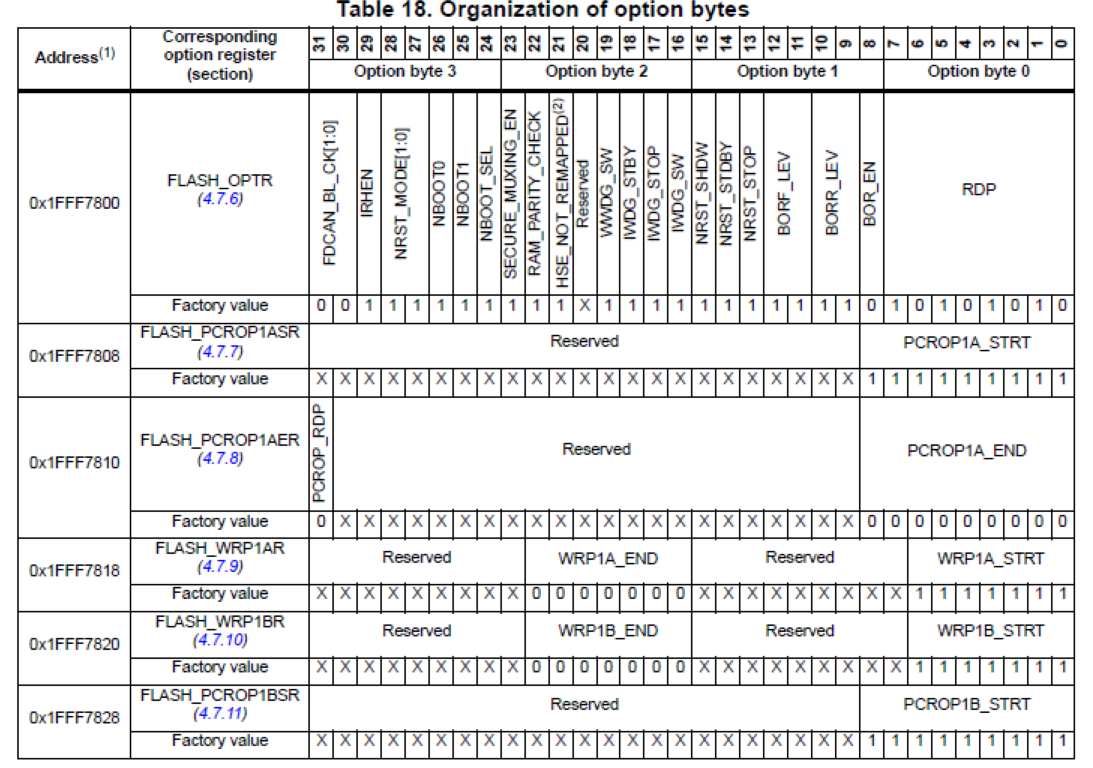 Table 18. Organization of option bytes
Address(1)
Corresponding option register (section)
31 30 29 28 27 26 25 24 23 22 21 20 19 18 17 16 15 14 13 12 11 10 9 8 7 6 5 4 3 2 1 0
Option byte 3 Option byte 2 Option byte 1 Option byte 0
0x1FFF7800
FLASH_OPTR
(4.7.6)
FDCAN_BL_CK[1:0]
IRHEN
NRST_MODE[1:0]
NBOOT0
NBOOT1
NBOOT_SEL
SECURE_MUXING_EN
RAM_PARITY_CHECK
HSE_NOT_REMAPPED(2)
Reserved
WWDG_SW
IWDG_STBY
IWDG_STOP
IWDG_SW
NRST_SHDW
NRST_STDBY
NRST_STOP
BORF_LEV
BORR_LEV
BOR_EN
RDP
Factory value 0 0 1 1 1 1 1 1 1 1 1 X 1 1 1 1 1 1 1 1 1 1 1 0 1 0 1 0 1 0 1 0
0x1FFF7808
FLASH_PCROP1ASR
(4.7.7)
Reserved PCROP1A_STRT
Factory value X X X X X X X X X X X X X X X X X X X X X X X 1 1 1 1 1 1 1 1 1
0x1FFF7810
FLASH_PCROP1AER
(4.7.8)
PCROP_RDP
Reserved PCROP1A_END
Factory value 0 X X X X X X X X X X X X X X X X X X X X X X 0 0 0 0 0 0 0 0 0
0x1FFF7818
FLASH_WRP1AR
(4.7.9)
Reserved WRP1A_END Reserved WRP1A_STRT
Factory value X X X X X X X X X 0 0 0 0 0 0 0 X X X X X X X X X 1 1 1 1 1 1 1
0x1FFF7820
FLASH_WRP1BR
(4.7.10)
Reserved WRP1B_END Reserved WRP1B_STRT
Factory value X X X X X X X X X 0 0 0 0 0 0 0 X X X X X X X X X 1 1 1 1 1 1 1
0x1FFF7828
FLASH_PCROP1BSR
(4.7.11)
Reserved PCROP1B_STRT
Factory value X X X X X X X X X X X X X X X X X X X X X X X 1 1 1 1 1 1 1 1 1